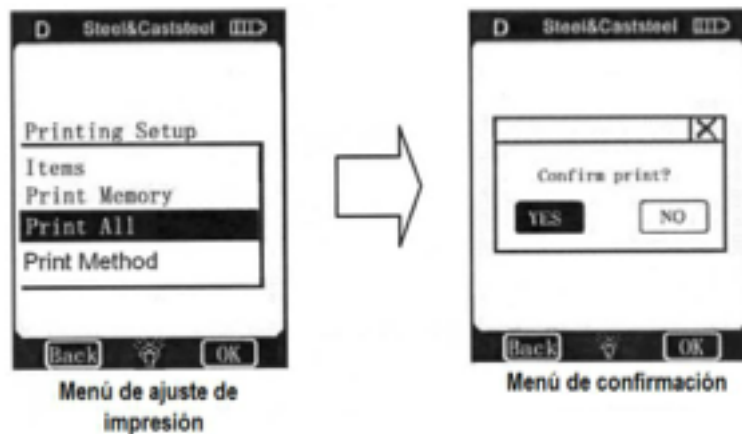 D Steel&Caststeel
Printing Setup
Items
Print Memory
Print All
Print Method
Back OK
Menú de ajuste de
impresión
D Steel&Caststeel
X
Confirm print?
YES NO
Back OK
Menú de confirmación